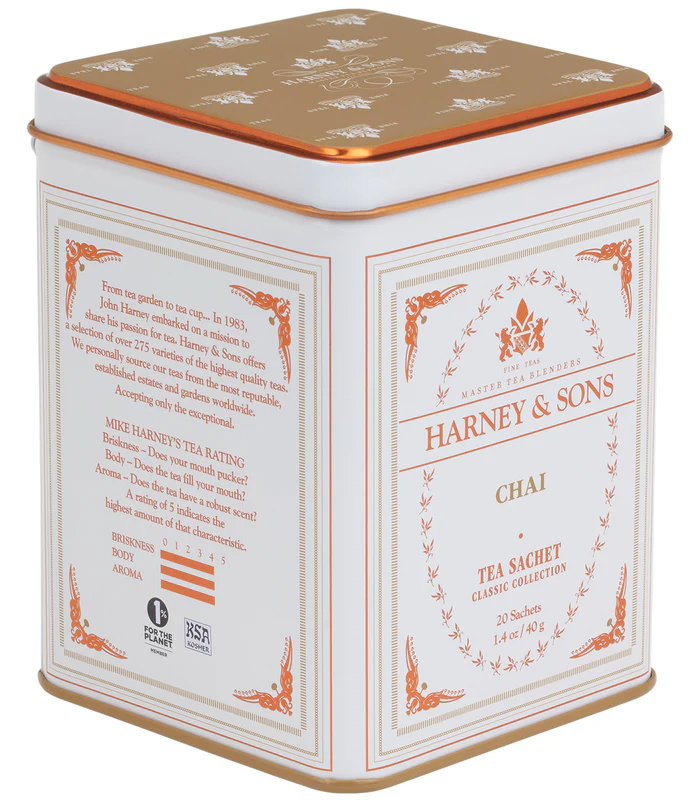 HARNEY & SONS
FINE TEAS
From tea garden to tea cup... In 1983,
John Harney embarked on a mission to
share his passion for tea. Harney & Sons offers
a selection of over 275 varieties of the highest quality teas.
We personally source our teas from the most reputable,
established estates and gardens worldwide.
Accepting only the exceptional.
MIKE HARNEY'S TEA RATING
Briskness – Does your mouth pucker?
Body – Does the tea fill your mouth?
Aroma – Does the tea have a robust scent?
A rating of 5 indicates the
highest amount of that characteristic.
0 1 2 3 4 5
BRISKNESS
BODY
AROMA
1%
FOR THE
PLANET
MEMBER
KSA
KOSHER
FINE TEAS
MASTER TEA BLENDERS
HARNEY & SONS
CHAI
TEA SACHET
CLASSIC COLLECTION
20 Sachets
1.4 oz / 40 g